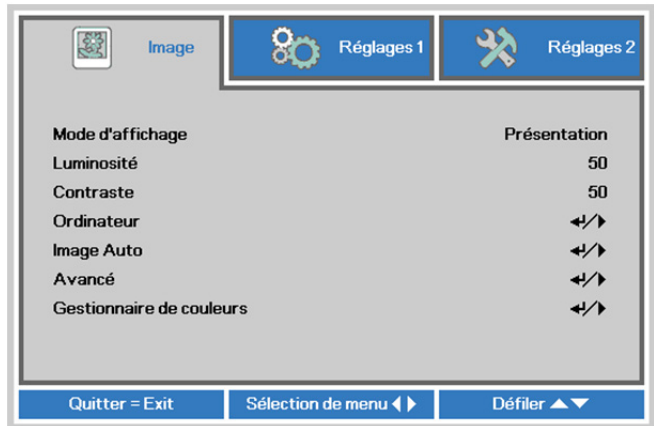 Image
Réglages 1
Réglages 2
Mode d'affichage Présentation
Luminosité 50
Contraste 50
Ordinateur ↵/▶
Image Auto ↵/▶
Avancé ↵/▶
Gestionnaire de couleurs ↵/▶
Quitter = Exit
Sélection de menu ◀▶
Défiler ▲▼